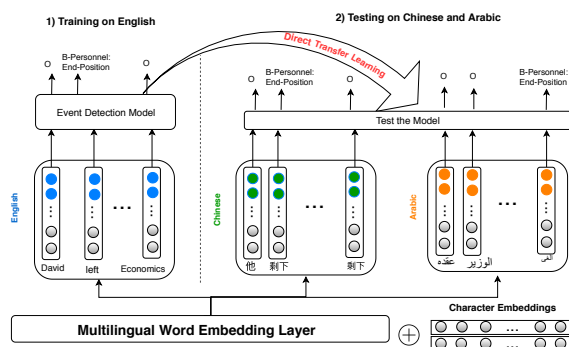 1) Training on English
2) Testing on Chinese and Arabic
Direct Transfer Learning
O
B-Personnel:
End-Position
O
O
B-Personnel:
End-Position
O
O
O
B-Personnel:
End-Position
Event Detection Model
Test the Model
English
...
David
left
Economics
Chinese
...
他
剩下
剩下
Arabic
...
عقده
الوزير
الفى
Multilingual Word Embedding Layer
Character Embeddings
...
...